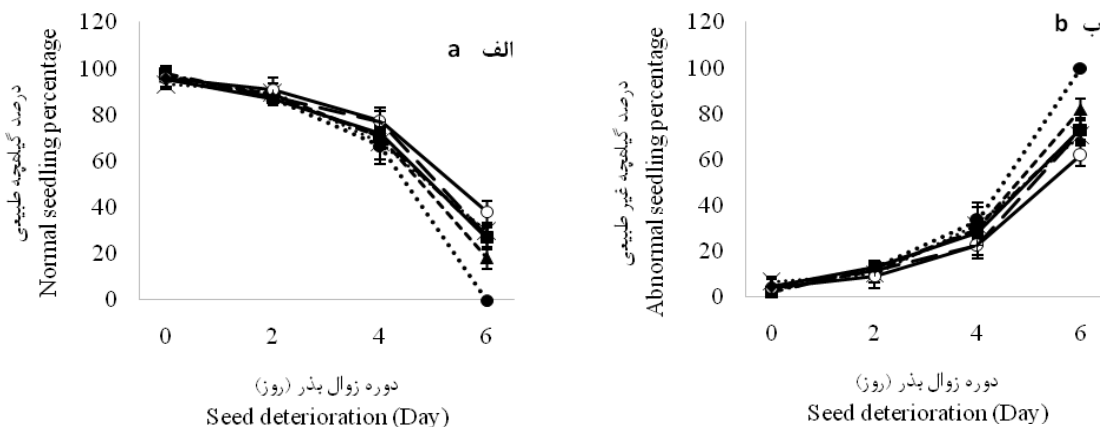 الف a
درصد گیاهچه طبیعی
Normal seedling percentage
120
100
80
60
40
20
0
0 2 4 6
دوره زوال بذر (روز)
Seed deterioration (Day)
ب b
درصد گیاهچه غیر طبیعی
Abnormal seedling percentage
120
100
80
60
40
20
0
0 2 4 6
دوره زوال بذر (روز)
Seed deterioration (Day)